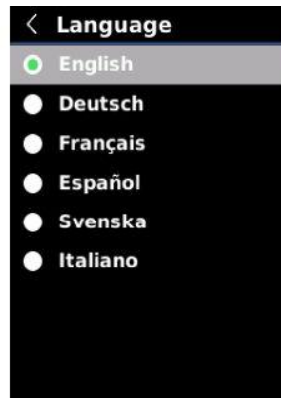 Language
English
Deutsch
Français
Español
Svenska
Italiano